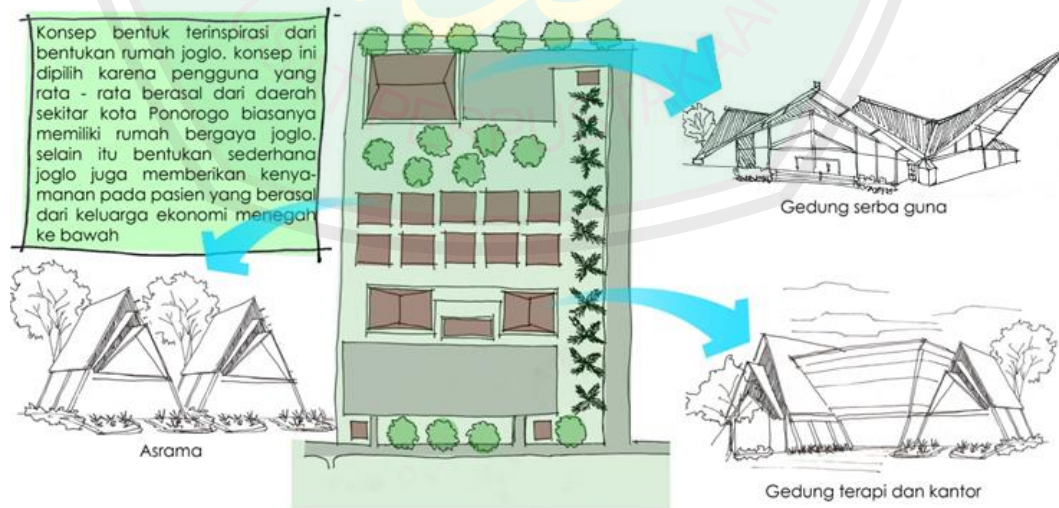 Konsep bentuk terinspirasi dari
bentukan rumah joglo. konsep ini
dipilih karena pengguna yang
rata - rata berasal dari daerah
sekitar kota Ponorogo biasanya
memiliki rumah bergaya joglo.
selain itu bentukan sederhana
joglo juga memberikan kenya-
manan pada pasien yang berasal
dari keluarga ekonomi menegah
ke bawah
Gedung serba guna
Asrama
Gedung terapi dan kantor